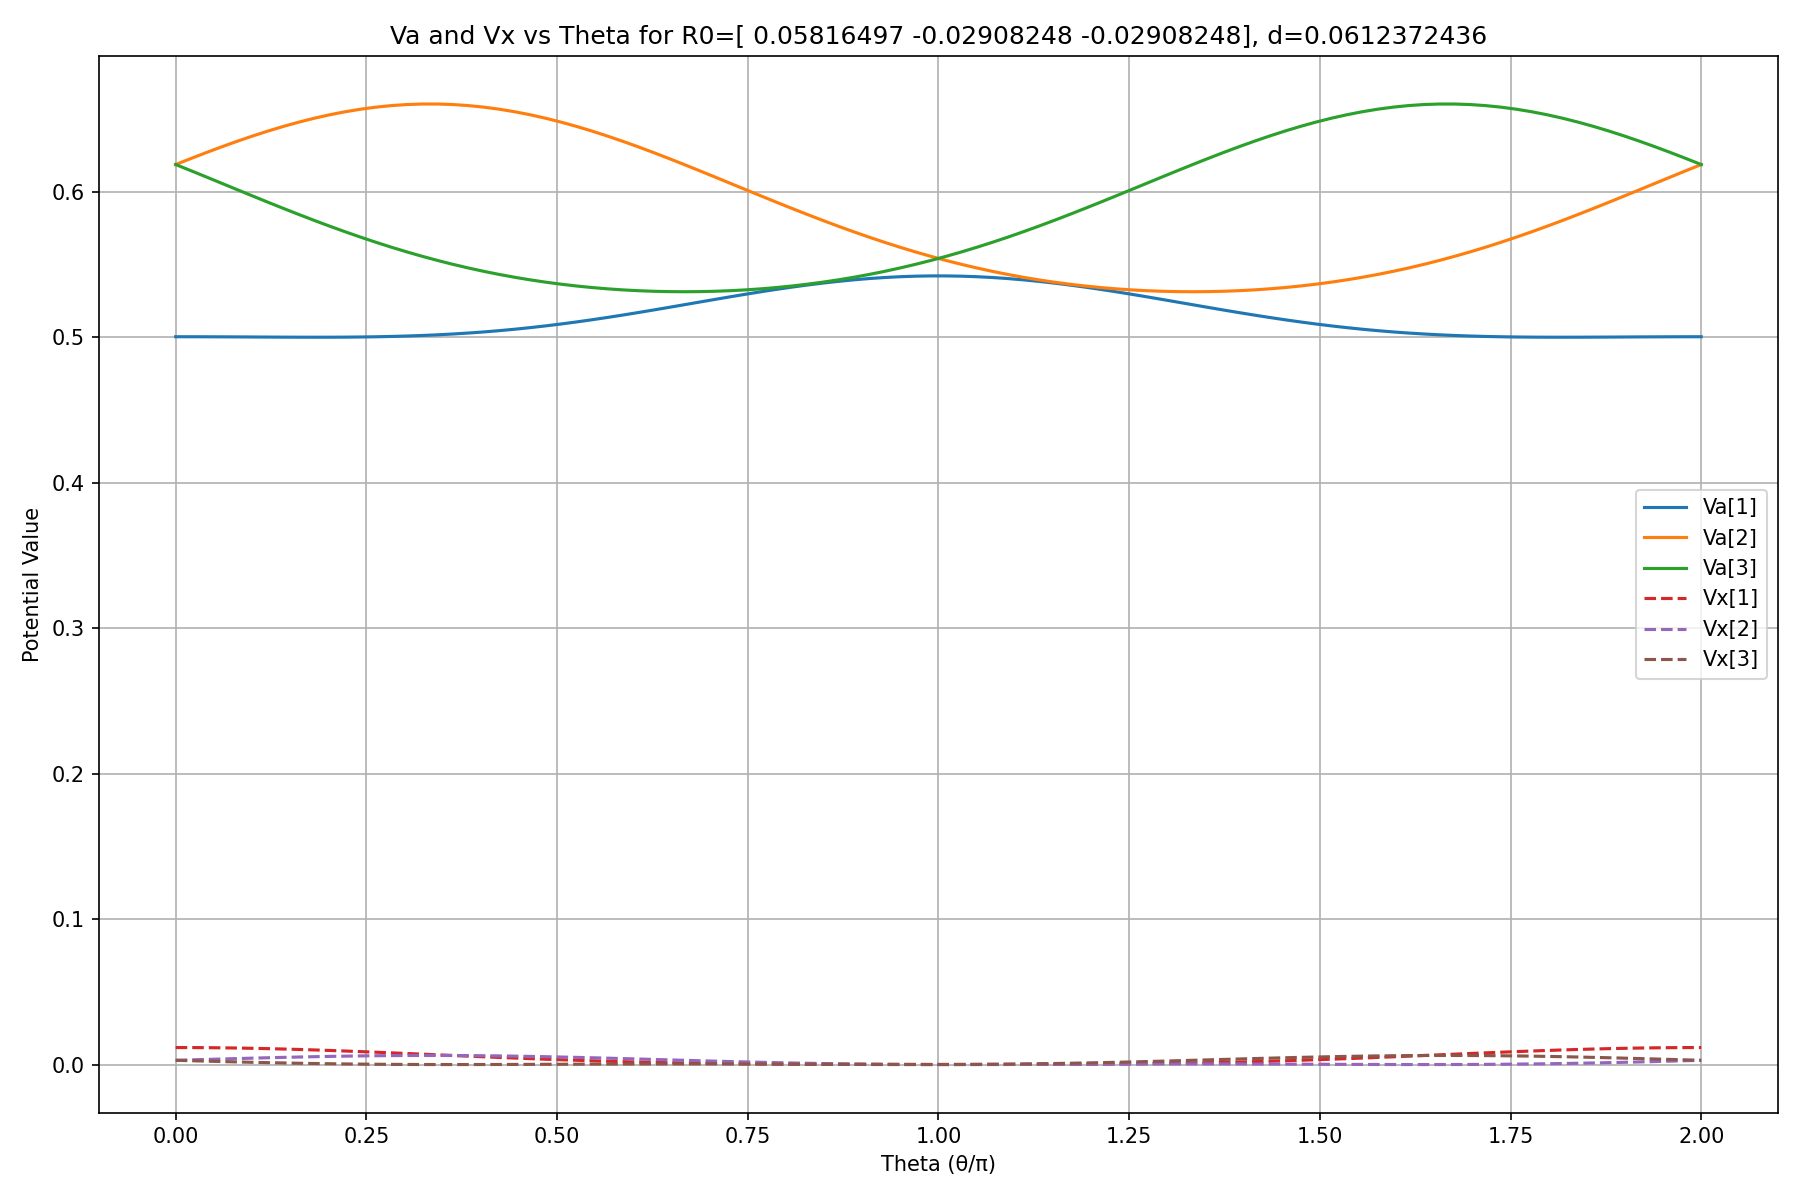 Va and Vx vs Theta for R0=[ 0.05816497 -0.02908248 -0.02908248], d=0.0612372436
Potential Value
0.6
0.5
0.4
0.3
0.2
0.1
0.0
Va[1]
Va[2]
Va[3]
Vx[1]
Vx[2]
Vx[3]
0.00 0.25 0.50 0.75 1.00 1.25 1.50 1.75 2.00
Theta (θ/π)